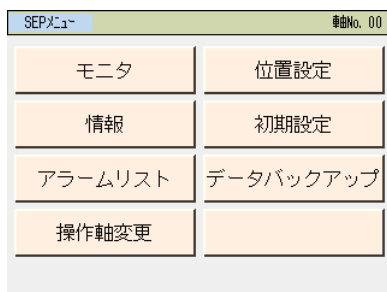 SEPﾒﾆｭｰ 軸No. 00
モニタ 位置設定
情報 初期設定
アラームリスト データバックアップ
操作軸変更